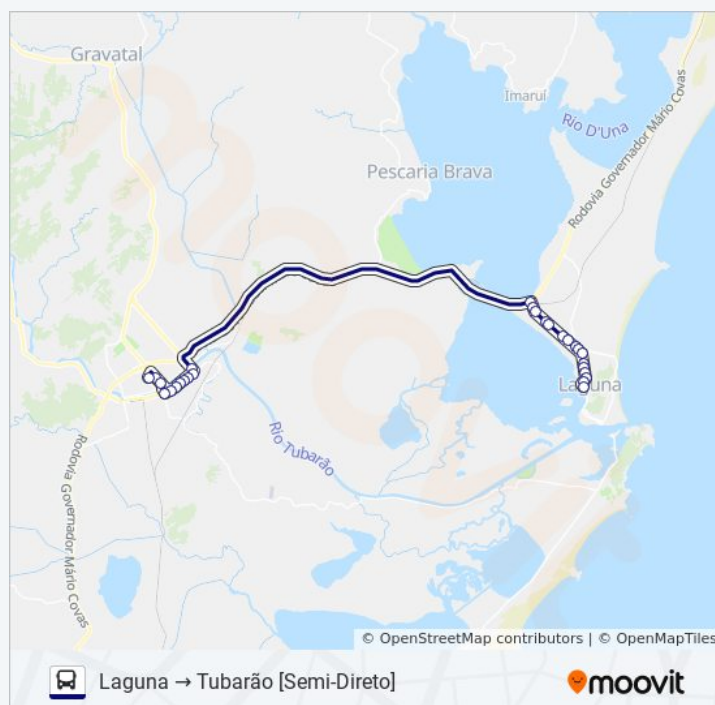 Gravatal
Imaruí
Rio D'Una
Rodovia Governador Mário Covas
Pescaria Brava
Laguna
Rio Tubarão
Rodovia Governador Mário Covas
moovit
© OpenStreetMap contributors | © OpenMapTiles
Laguna → Tubarão [Semi-Direto]
moovit